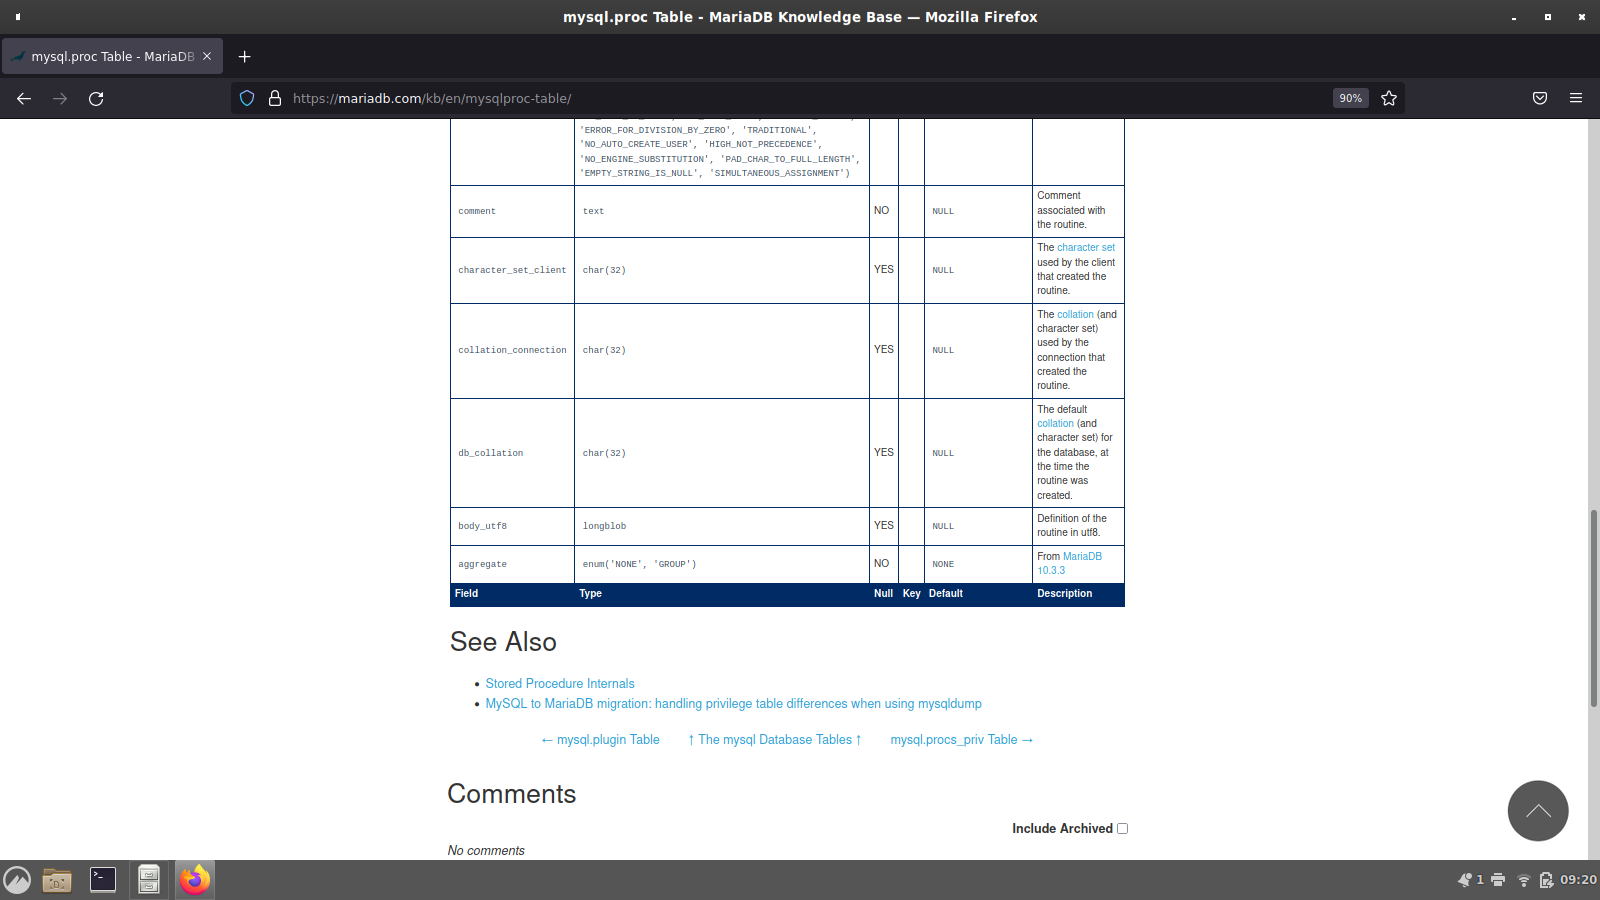 mysql.proc Table - MariaDB Knowledge Base — Mozilla Firefox
mysql.proc Table - MariaDB
https://mariadb.com/kb/en/mysqlproc-table/
90%
'ERROR_FOR_DIVISION_BY_ZERO', 'TRADITIONAL',
'NO_AUTO_CREATE_USER', 'HIGH_NOT_PRECEDENCE',
'NO_ENGINE_SUBSTITUTION', 'PAD_CHAR_TO_FULL_LENGTH',
'EMPTY_STRING_IS_NULL', 'SIMULTANEOUS_ASSIGNMENT')
comment text NO NULL Comment
associated with
the routine.
character_set_client char(32) YES NULL The character set
used by the client
that created the
routine.
collation_connection char(32) YES NULL The collation (and
character set)
used by the
connection that
created the
routine.
db_collation char(32) YES NULL The default
collation (and
character set) for
the database, at
the time the
routine was
created.
body_utf8 longblob YES NULL Definition of the
routine in utf8.
aggregate enum('NONE', 'GROUP') NO NONE From MariaDB
10.3.3
Field Type Null Key Default Description
See Also
• Stored Procedure Internals
• MySQL to MariaDB migration: handling privilege table differences when using mysqldump
← mysql.plugin Table ↑ The mysql Database Tables ↑ mysql.procs_priv Table →
Comments
Include Archived
No comments
1 09:20